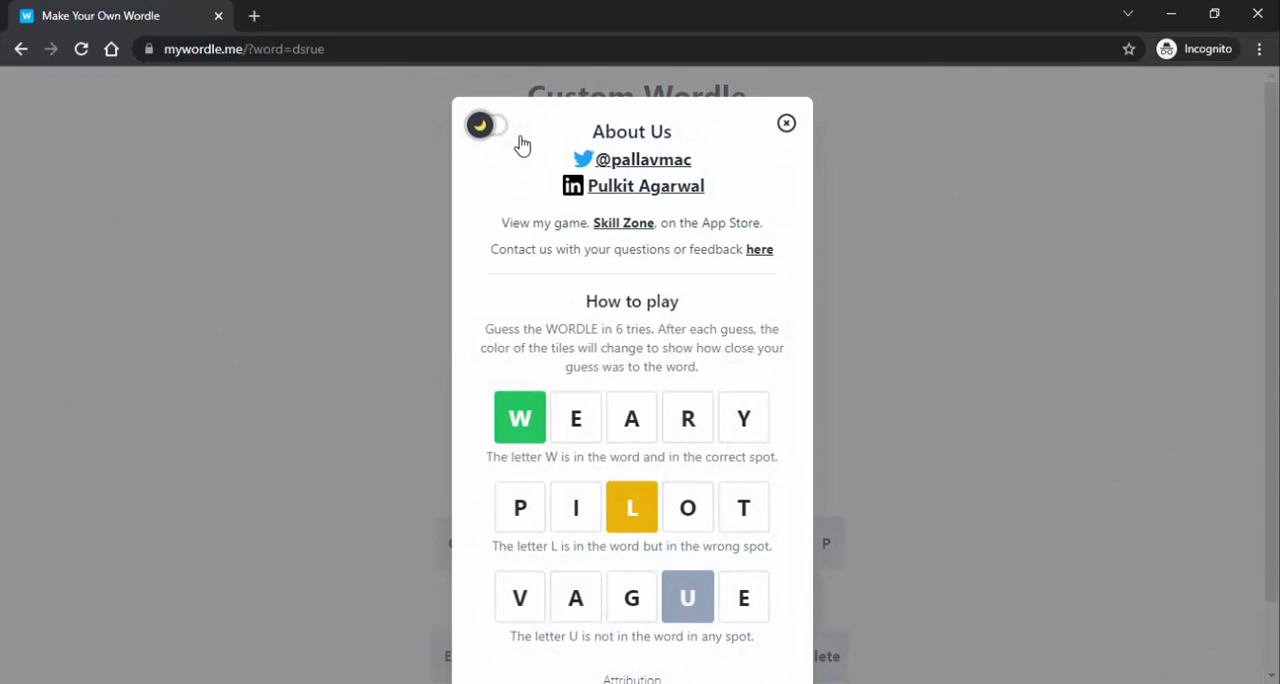 W Make Your Own Wordle
mywordle.me/?word=dsrue
Incognito
Custom Wordle
About Us
@pallavmac
in Pulkit Agarwal
View my game, Skill Zone, on the App Store.
Contact us with your questions or feedback here
How to play
Guess the WORDLE in 6 tries. After each guess, the
color of the tiles will change to show how close your
guess was to the word.
W E A R Y
The letter W is in the word and in the correct spot.
P I L O T
The letter L is in the word but in the wrong spot.
P
V A G U E
The letter U is not in the word in any spot.
E
lete
Attribution